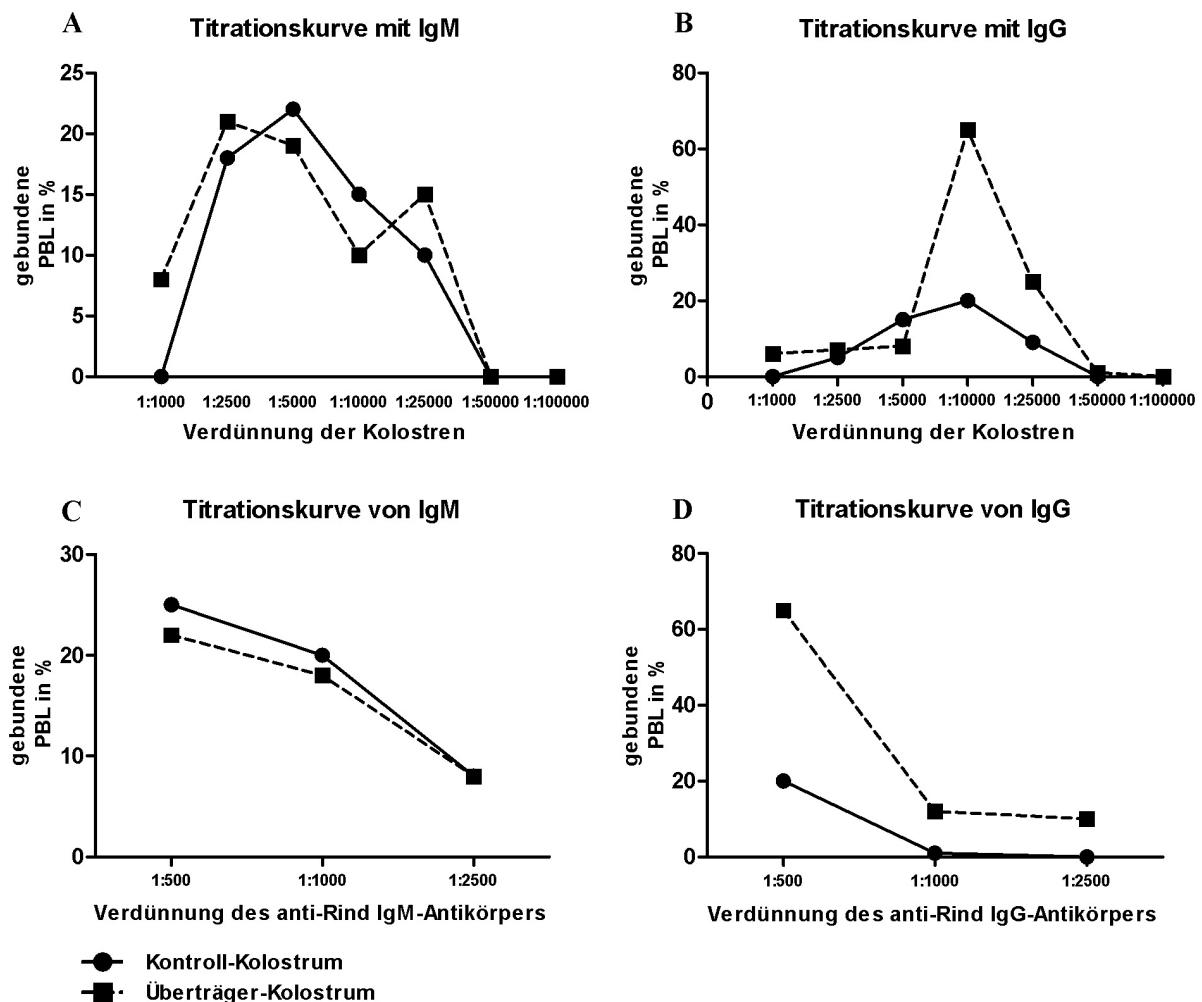 A
Titrationskurve mit IgM
gebundene
PBL in %
25
20
15
10
5
0
1:1000
1:2500
1:5000
1:10000
1:25000
1:50000
1:100000
Verdünnung der Kolostren
B
Titrationskurve mit IgG
gebundene
PBL in %
80
60
40
20
0
0
1:1000
1:2500
1:5000
1:10000
1:25000
1:50000
1:100000
Verdünnung der Kolostren
C
Titrationskurve von IgM
gebundene
PBL in %
30
20
10
0
1:500
1:1000
1:2500
Verdünnung des anti-Rind IgM-Antikörpers
D
Titrationskurve von IgG
gebundene
PBL in %
80
60
40
20
0
1:500
1:1000
1:2500
Verdünnung des anti-Rind IgG-Antikörpers
Kontroll-Kolostrum
Überträger-Kolostrum